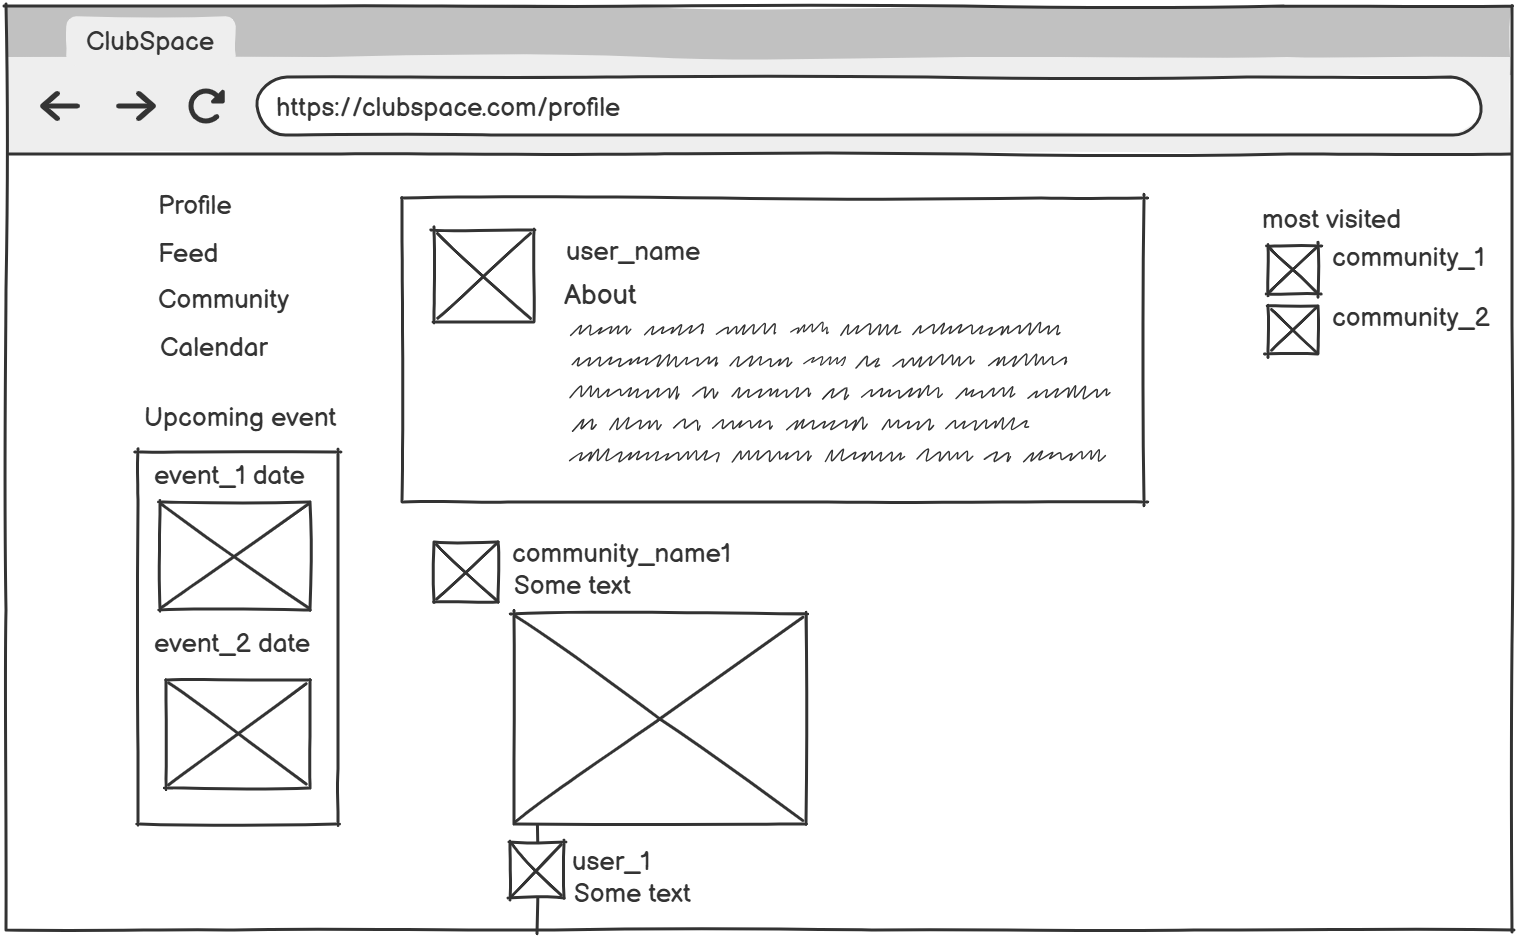 ClubSpace
https://clubspace.com/profile
Profile
Feed
Community
Calendar
Upcoming event
event_1 date
event_2 date
user_name
About
community_name1
Some text
user_1
Some text
most visited
community_1
community_2